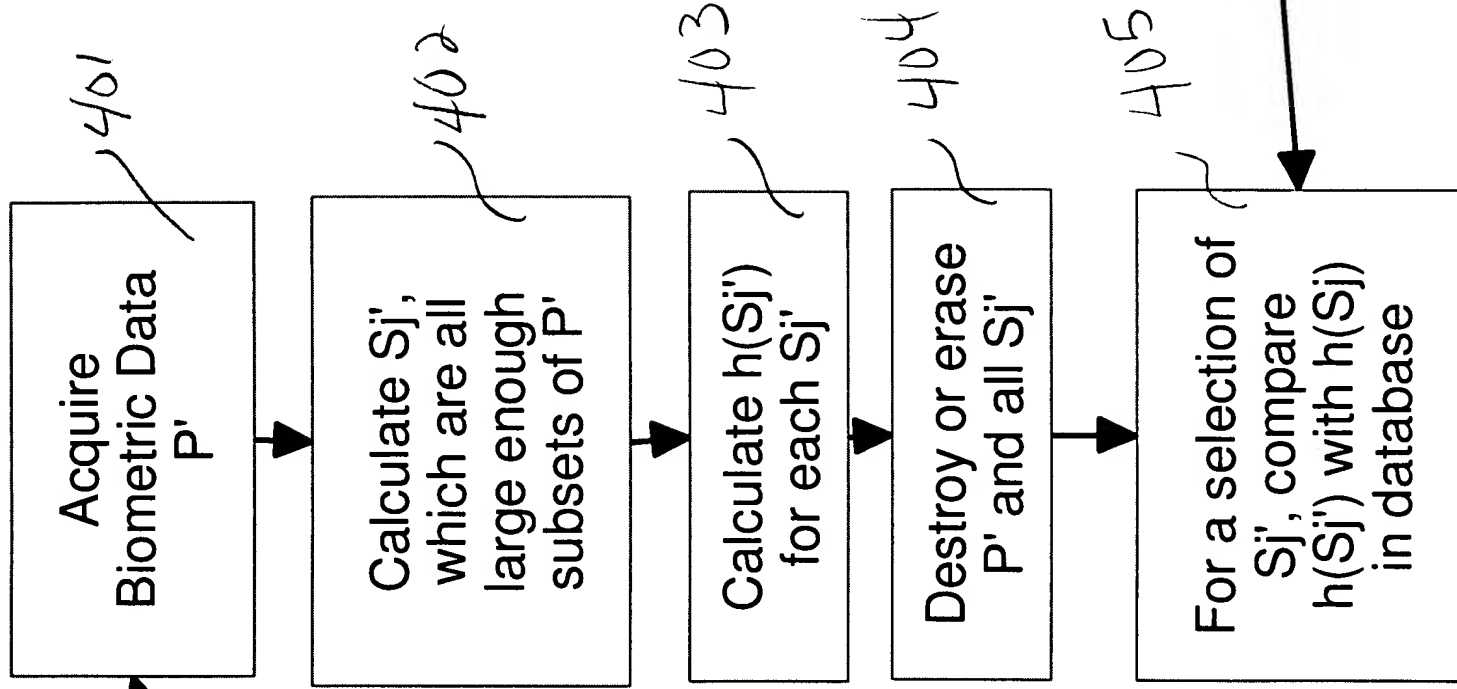 401
Acquire
Biometric Data
P'
402
Calculate Sj',
which are all
large enough
subsets of P'
403
Calculate h(Sj')
for each Sj'
404
Destroy or erase
P' and all Sj'
405
For a selection of
Sj', compare
h(Sj') with h(Sj)
in database